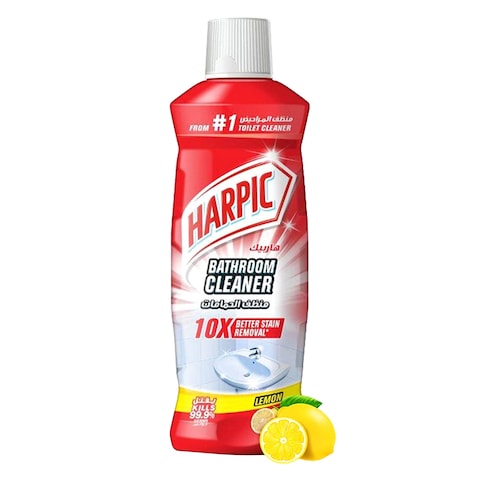 منظف المراحيض
FROM #1 TOILET CLEANER
HARPIC
هاربيك
BATHROOM
CLEANER
منظف الحمامات
10X BETTER STAIN
REMOVAL*
LEMON
KILLS
99.9%